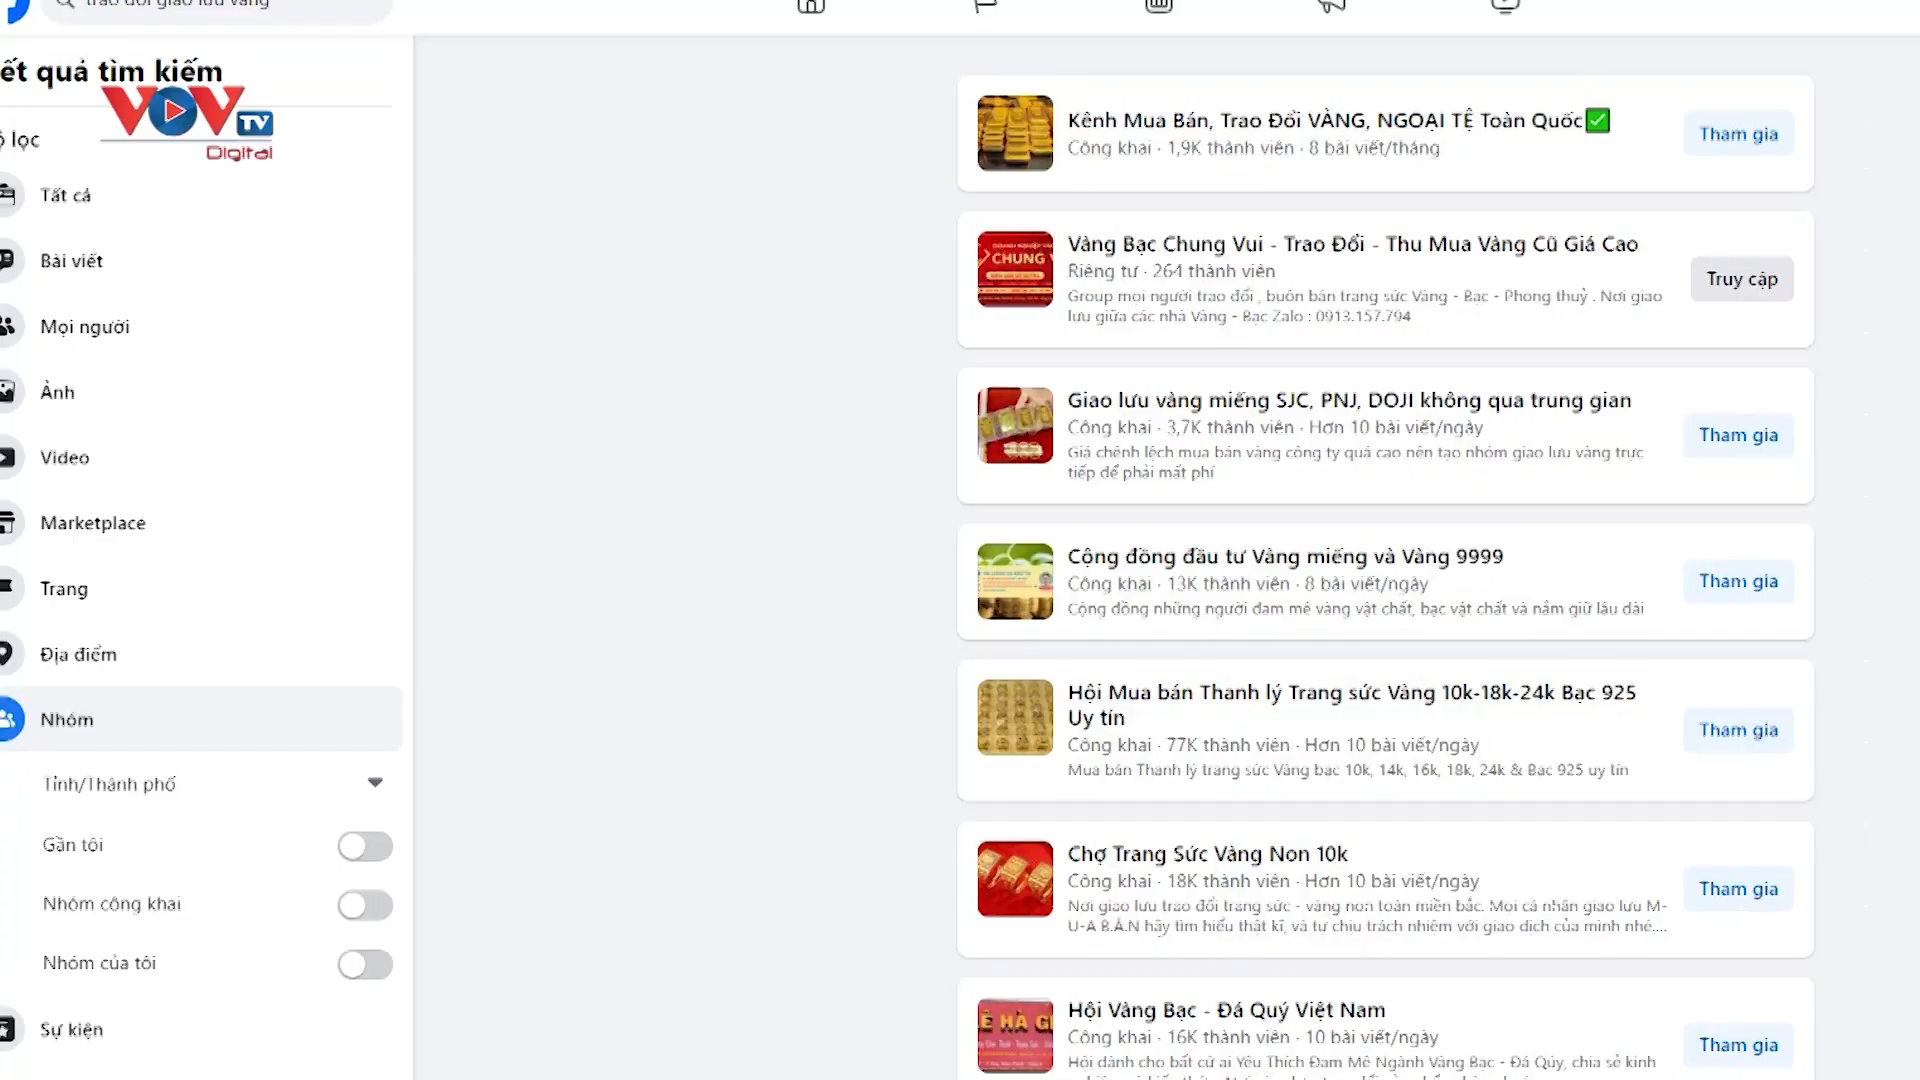 trao đổi giao lưu vàng
ết quả tìm kiếm
VOV TV
Digital
ộ lọc
Tất cả
Bài viết
Mọi người
Ảnh
Video
Marketplace
Trang
Địa điểm
Nhóm
Tỉnh/Thành phố
Gần tôi
Nhóm công khai
Nhóm của tôi
Sự kiện
Kênh Mua Bán, Trao Đổi VÀNG, NGOẠI TỆ Toàn Quốc✅
Công khai · 1,9K thành viên · 8 bài viết/tháng
Tham gia
CHUNG V
Vàng Bạc Chung Vui - Trao Đổi - Thu Mua Vàng Cũ Giá Cao
Riêng tư · 264 thành viên
Group mọi người trao đổi , buôn bán trang sức Vàng - Bạc - Phong thuỷ . Nơi giao
lưu giữa các nhà Vàng - Bạc Zalo : 0913.157.794
Truy cập
Giao lưu vàng miếng SJC, PNJ, DOJI không qua trung gian
Công khai · 3,7K thành viên · Hơn 10 bài viết/ngày
Giá chênh lệch mua bán vàng công ty quá cao nên tạo nhóm giao lưu vàng trực
tiếp để phải mất phí
Tham gia
Cộng đồng đầu tư Vàng miếng và Vàng 9999
Công khai · 13K thành viên · 8 bài viết/ngày
Cộng đồng những người đam mê vàng vật chất, bạc vật chất và nắm giữ lâu dài
Tham gia
Hội Mua bán Thanh lý Trang sức Vàng 10k-18k-24k Bạc 925
Uy tín
Công khai · 77K thành viên · Hơn 10 bài viết/ngày
Mua bán Thanh lý trang sức Vàng bạc 10k, 14k, 16k, 18k, 24k & Bạc 925 uy tín
Tham gia
Chợ Trang Sức Vàng Non 10k
Công khai · 18K thành viên · Hơn 10 bài viết/ngày
Nơi giao lưu trao đổi trang sức - vàng non toàn miền bắc. Mọi cá nhân giao lưu M-
U-A B.Á.N hãy tìm hiểu thật kĩ, và tự chịu trách nhiệm với giao dịch của mình nhé....
Tham gia
Ê HÀ G
Hội Vàng Bạc - Đá Quý Việt Nam
Công khai · 16K thành viên · 10 bài viết/ngày
Hội dành cho bất cứ ai Yêu Thích Đam Mê Ngành Vàng Bạc - Đá Qúy, chia sẻ kinh
Tham gia